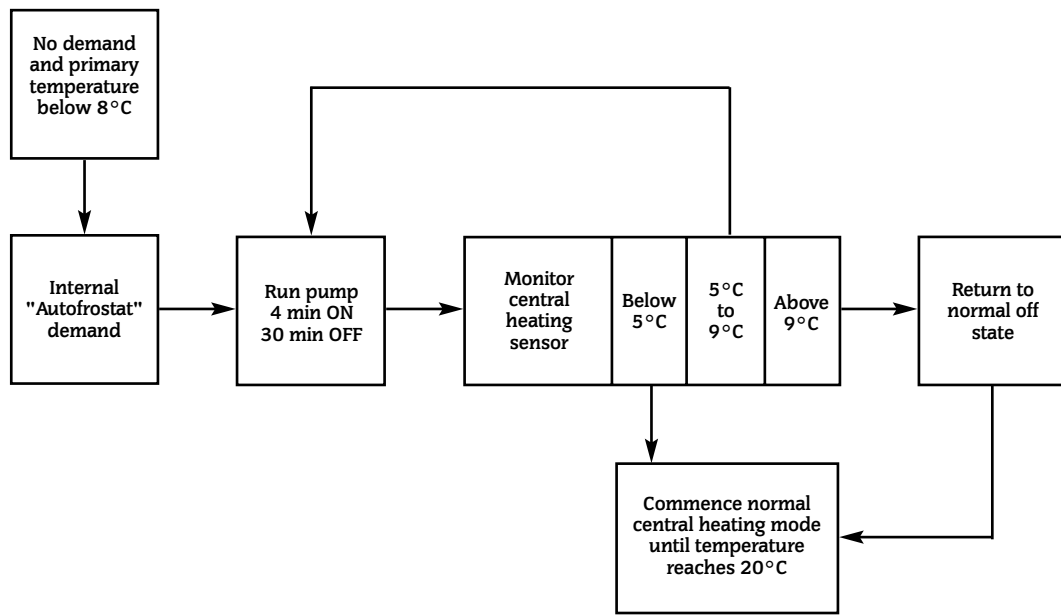 No demand
and primary
temperature
below 8°C
Internal
"Autofrostat"
demand
Run pump
4 min ON
30 min OFF
Monitor
central
heating
sensor
Below
5°C
5°C
to
9°C
Above
9°C
Return to
normal off
state
Commence normal
central heating mode
until temperature
reaches 20°C